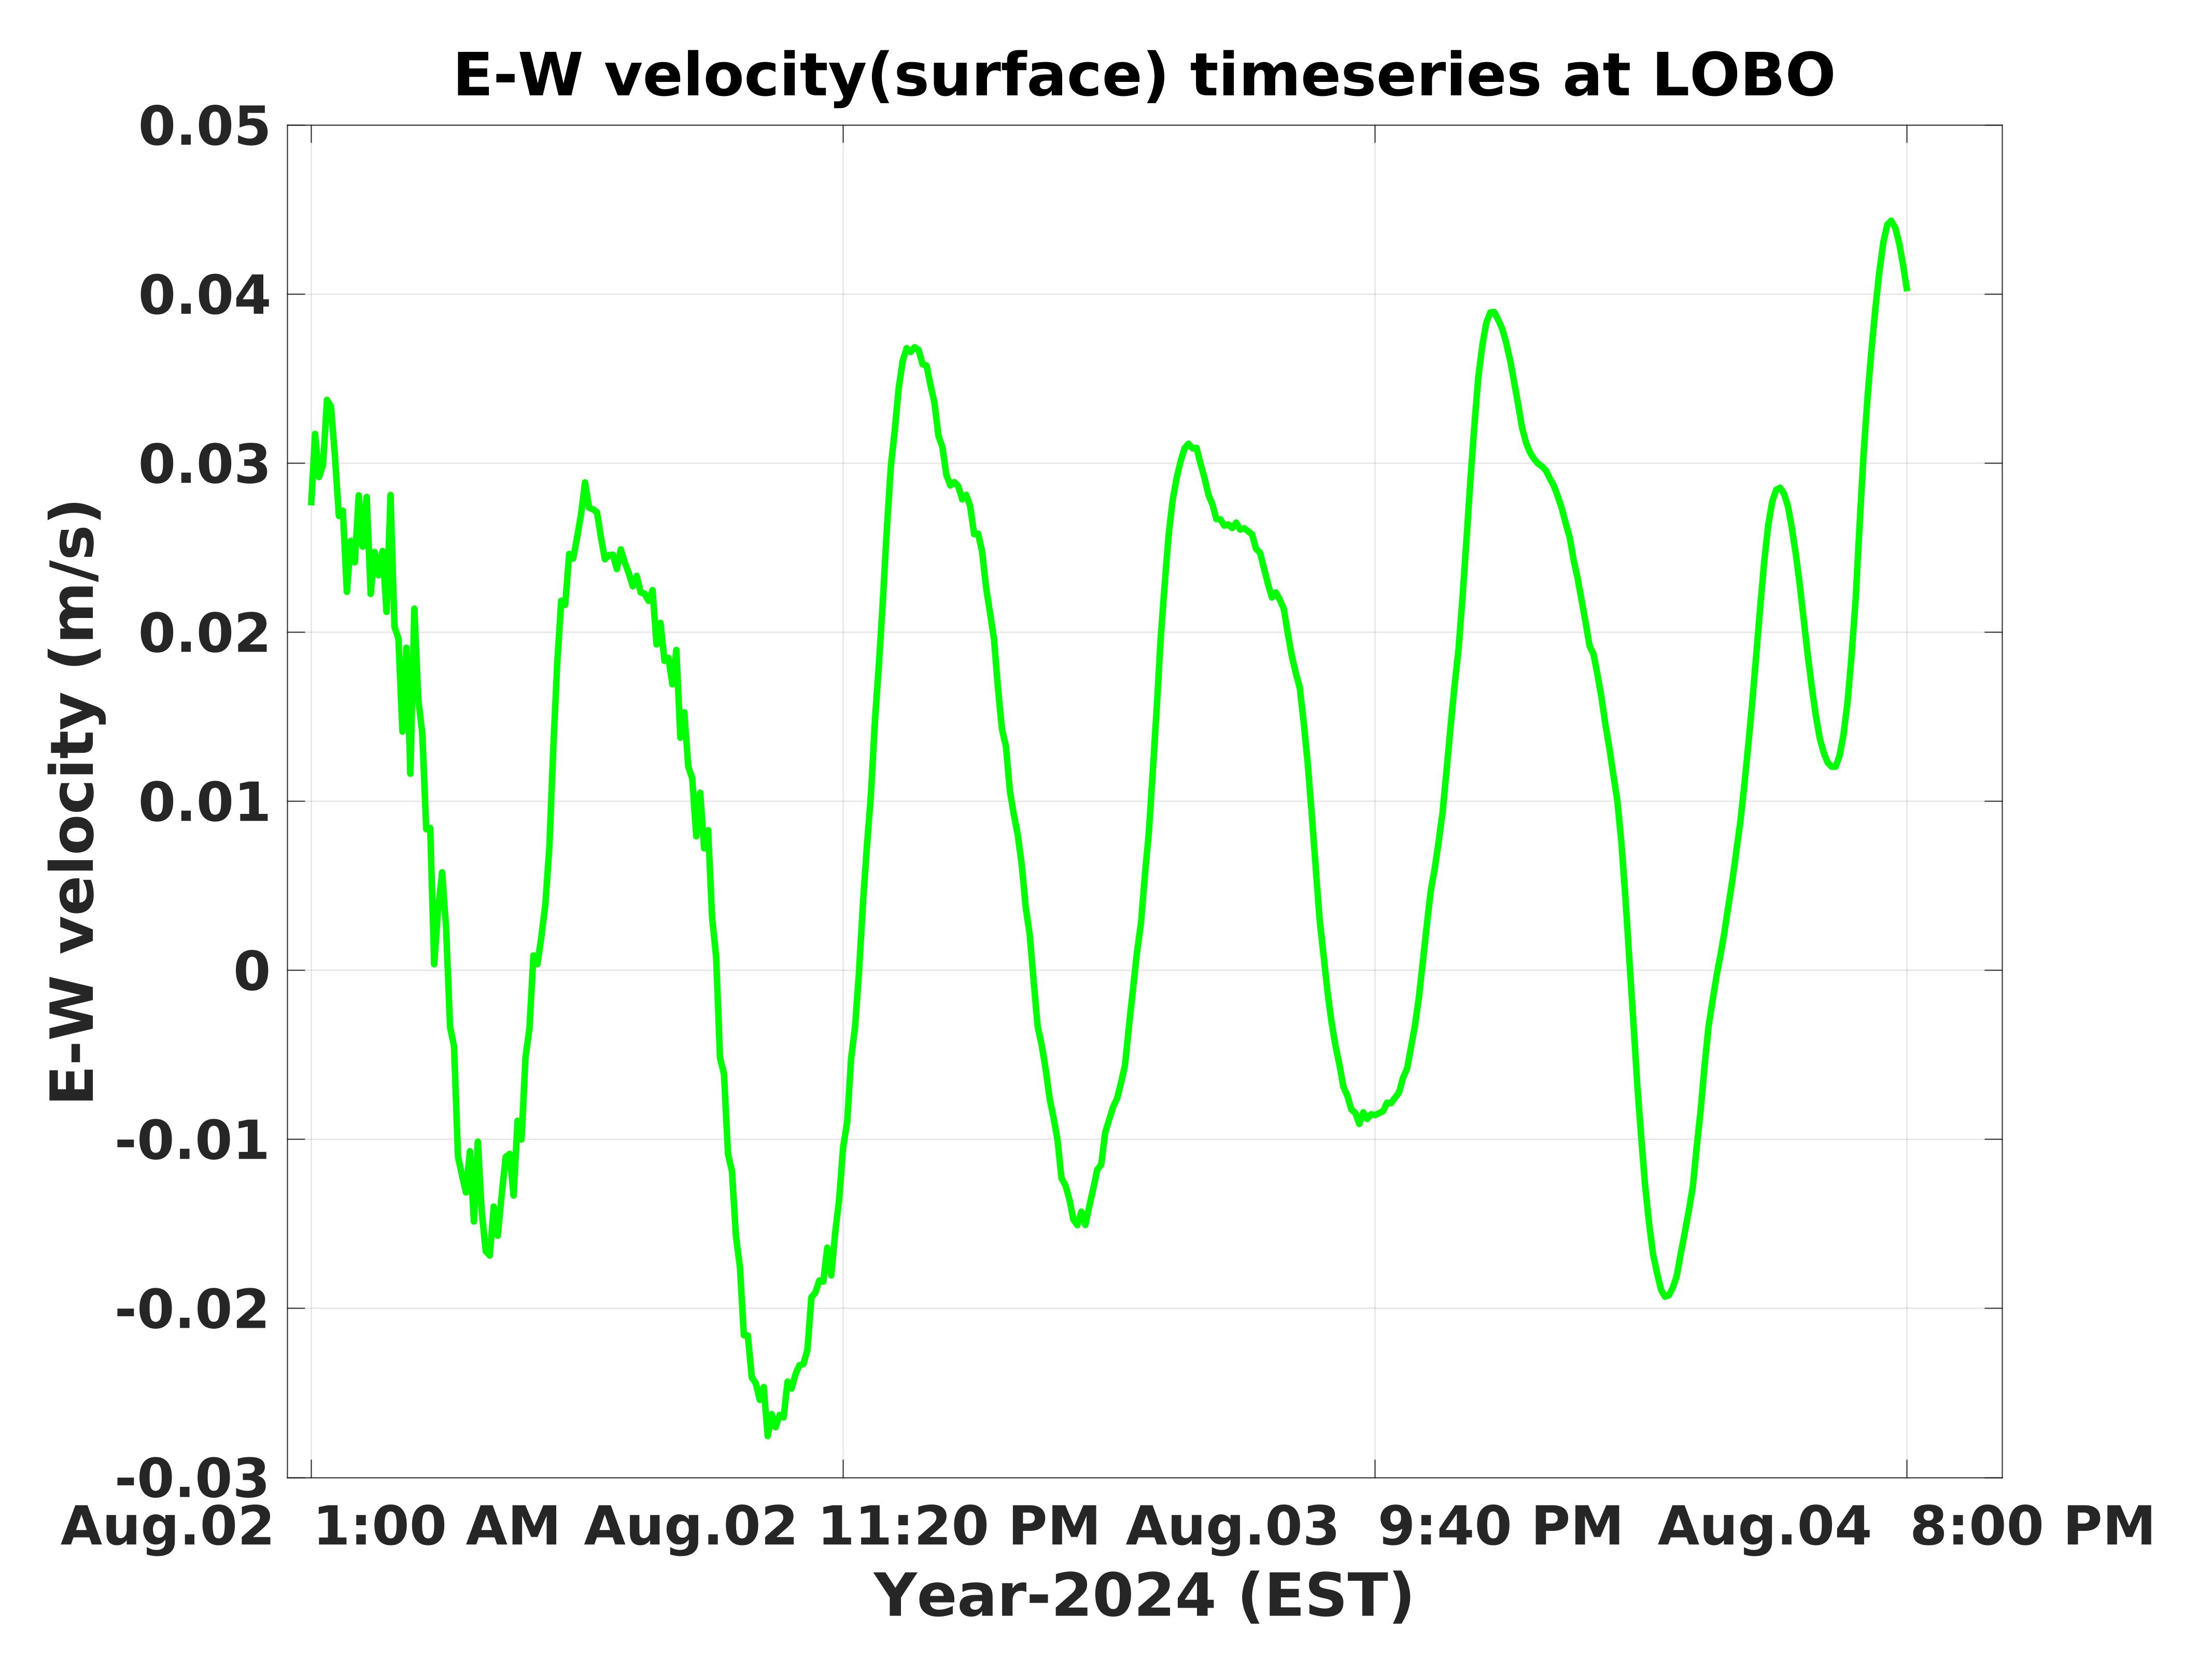 E-W velocity(surface) timeseries at LOBO
E-W velocity (m/s)
0.05
0.04
0.03
0.02
0.01
0
-0.01
-0.02
-0.03
Aug.02 1:00 AM Aug.02 11:20 PM Aug.03 9:40 PM Aug.04 8:00 PM
Year-2024 (EST)